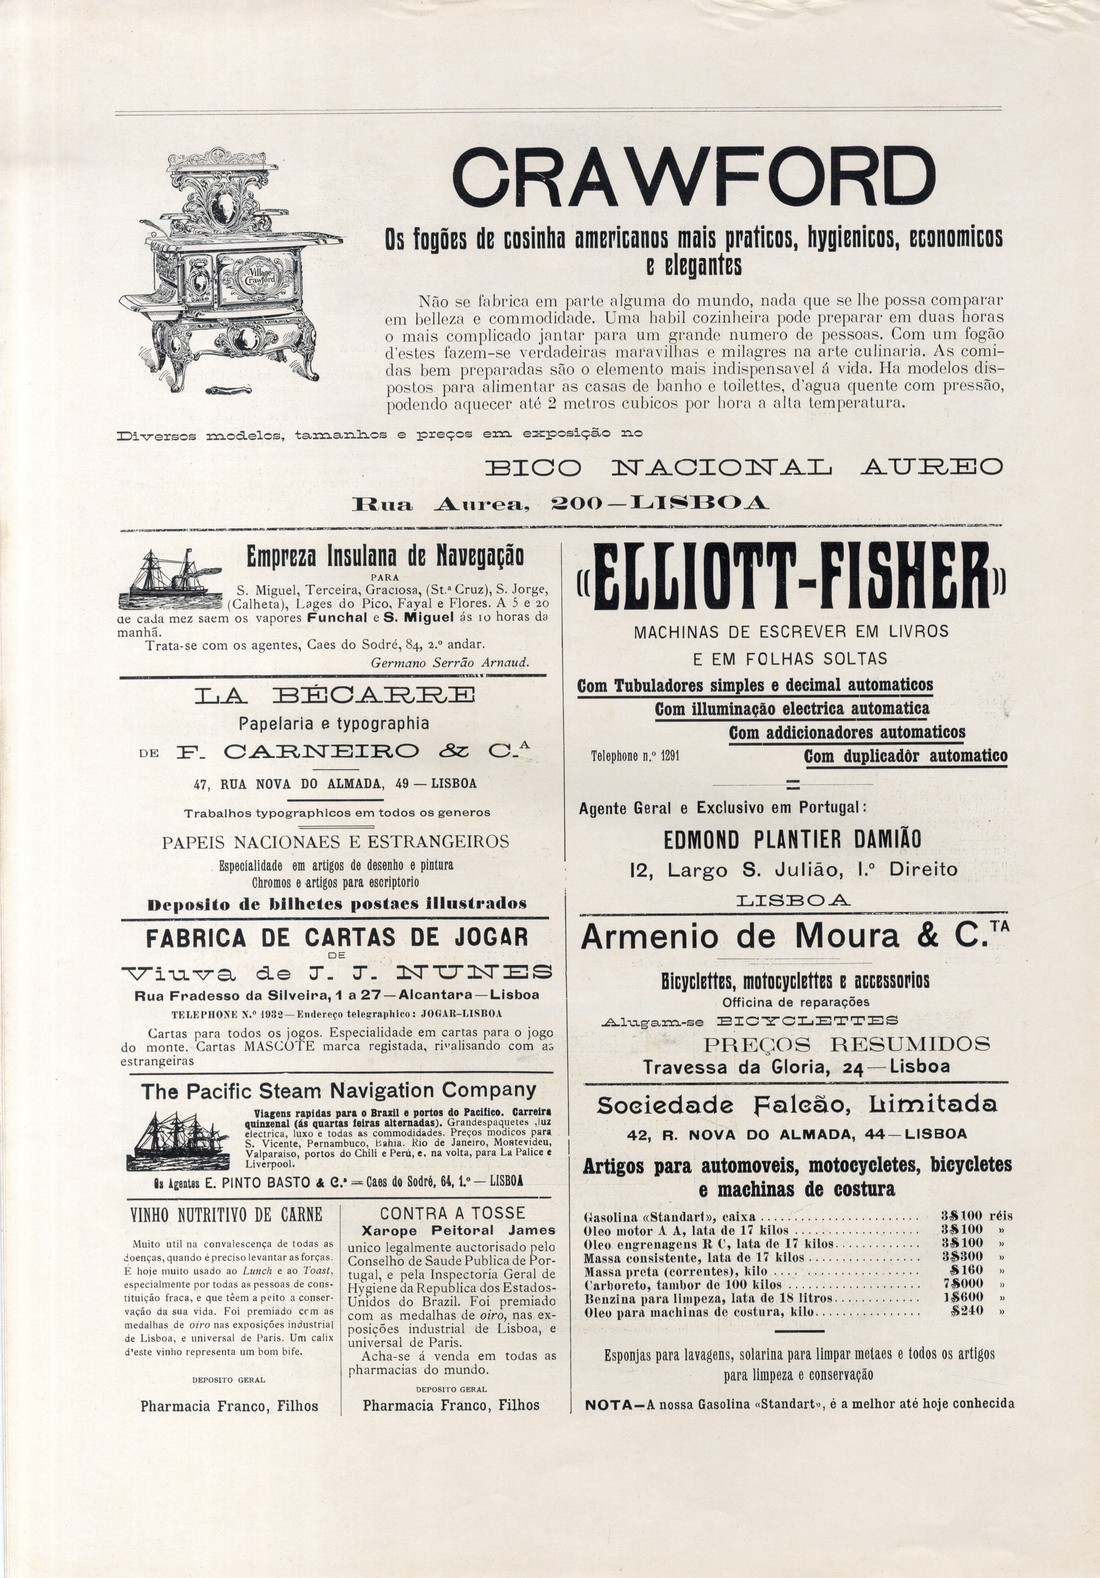 CRAWFORD
Os fogões de cosinha americanos mais praticos, hygienicos, economicos
e elegantes
Village
Crawford
Não se fabrica em parte alguma do mundo, nada que se lhe possa comparar
em belleza e commodidade. Uma habil cozinheira pode preparar em duas horas
o mais complicado jantar para um grande numero de pessoas. Com um fogão
d'estes fazem-se verdadeiras maravilhas e milagres na arte culinaria. As comi-
das bem preparadas são o elemento mais indispensavel á vida. Ha modelos dis-
postos para alimentar as casas de banho e toilettes, d'agua quente com pressão,
podendo aquecer até 2 metros cubicos por hora a alta temperatura.
Diversos modelos, tamanhos e preços em exposição no
BICO NACIONAL AUREO
Rua Aurea, 200—LISBOA
Empreza Insulana de Navegação
PARA
S. Miguel, Terceira, Graciosa, (St.ª Cruz), S. Jorge,
(Calheta), Lages do Pico, Fayal e Flores. A 5 e 20
de cada mez saem os vapores Funchal e S. Miguel ás 10 horas da
manhã.
Trata-se com os agentes, Caes do Sodré, 84, 2.º andar.
Germano Serrão Arnaud.
LA BÉCARRE
Papelaria e typographia
DE F. CARNEIRO & C.A
47, RUA NOVA DO ALMADA, 49 — LISBOA
Trabalhos typographicos em todos os generos
PAPEIS NACIONAES E ESTRANGEIROS
Especialidade em artigos de desenho e pintura
Chromos e artigos para escriptorio
Deposito de bilhetes postaes illustrados
FABRICA DE CARTAS DE JOGAR
DE
Viuva de J. J. NUNES
Rua Fradesso da Silveira, 1 a 27—Alcantara—Lisboa
TELEPHONE N.º 1932—Endereço telegraphico: JOGAR-LISBOA
Cartas para todos os jogos. Especialidade em cartas para o jogo
do monte. Cartas MASCOTE marca registada, rivalisando com as
estrangeiras
The Pacific Steam Navigation Company
Viagens rapidas para o Brazil e portos do Pacifico. Carreira
quinzenal (ás quartas feiras alternadas). Grandespaquetes ,luz
electrica, luxo e todas as commodidades. Preços modicos para
S. Vicente, Pernambuco, Bahia. Rio de Janeiro, Montevideu,
Valparaiso, portos do Chili e Perú, e, na volta, para La Palice e
Liverpool.
Os Agentes E. PINTO BASTO & C.ª = Caes do Sodré, 64, 1.º — LISBOA
VINHO NUTRITIVO DE CARNE
Muito util na convalescença de todas as
doenças, quando é preciso levantar as forças.
E hoje muito usado ao Lunch e ao Toast,
especialmente por todas as pessoas de cons-
tituição fraca, e que têem a peito a conser-
vação da sua vida. Foi premiado com as
medalhas de oiro nas exposições industrial
de Lisboa, e universal de Paris. Um calix
d'este vinho representa um bom bife.
DEPOSITO GERAL
Pharmacia Franco, Filhos
CONTRA A TOSSE
Xarope Peitoral James
unico legalmente auctorisado pelo
Conselho de Saude Publica de Por-
tugal, e pela Inspectoria Geral de
Hygiene da Republica dos Estados-
Unidos do Brazil. Foi premiado
com as medalhas de oiro, nas ex-
posições industrial de Lisboa, e
universal de Paris.
Acha-se á venda em todas as
pharmacias do mundo.
DEPOSITO GERAL
Pharmacia Franco, Filhos
«ELLIOTT-FISHER»
MACHINAS DE ESCREVER EM LIVROS
E EM FOLHAS SOLTAS
Com Tubuladores simples e decimal automaticos
Com illuminação electrica automatica
Com addicionadores automaticos
Telephone n.º 1291 Com duplicadôr automatico
Agente Geral e Exclusivo em Portugal:
EDMOND PLANTIER DAMIÃO
12, Largo S. Julião, 1.º Direito
LISBOA
Armenio de Moura & C.TA
Bicyclettes, motocyclettes e accessorios
Officina de reparações
Alugam-se BICYCLETTES
PREÇOS RESUMIDOS
Travessa da Gloria, 24—Lisboa
Sociedade Falcão, Limitada
42, R. NOVA DO ALMADA, 44—LISBOA
Artigos para automoveis, motocycletes, bicycletes
e machinas de costura
Gasolina «Standart», caixa ........................ 3$100 réis
Oleo motor A A, lata de 17 kilos .................. 3$100 »
Oleo engrenagens R C, lata de 17 kilos............. 3$100 »
Massa consistente, lata de 17 kilos ................ 3$300 »
Massa preta (correntes), kilo ..................... $160 »
Carboreto, tambor de 100 kilos .................... 7$000 »
Benzina para limpeza, lata de 18 litros............. 1$600 »
Oleo para machinas de costura, kilo................ $240 »
Esponjas para lavagens, solarina para limpar metaes e todos os artigos
para limpeza e conservação
NOTA—A nossa Gasolina «Standart», é a melhor até hoje conhecida